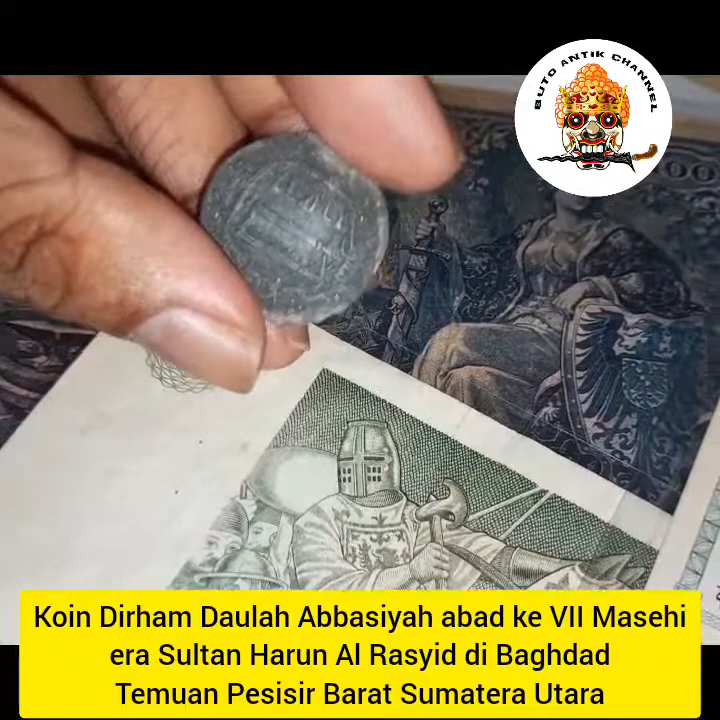 BUTO ANTIK CHANNEL
Koin Dirham Daulah Abbasiyah abad ke VII Masehi
era Sultan Harun Al Rasyid di Baghdad
Temuan Pesisir Barat Sumatera Utara